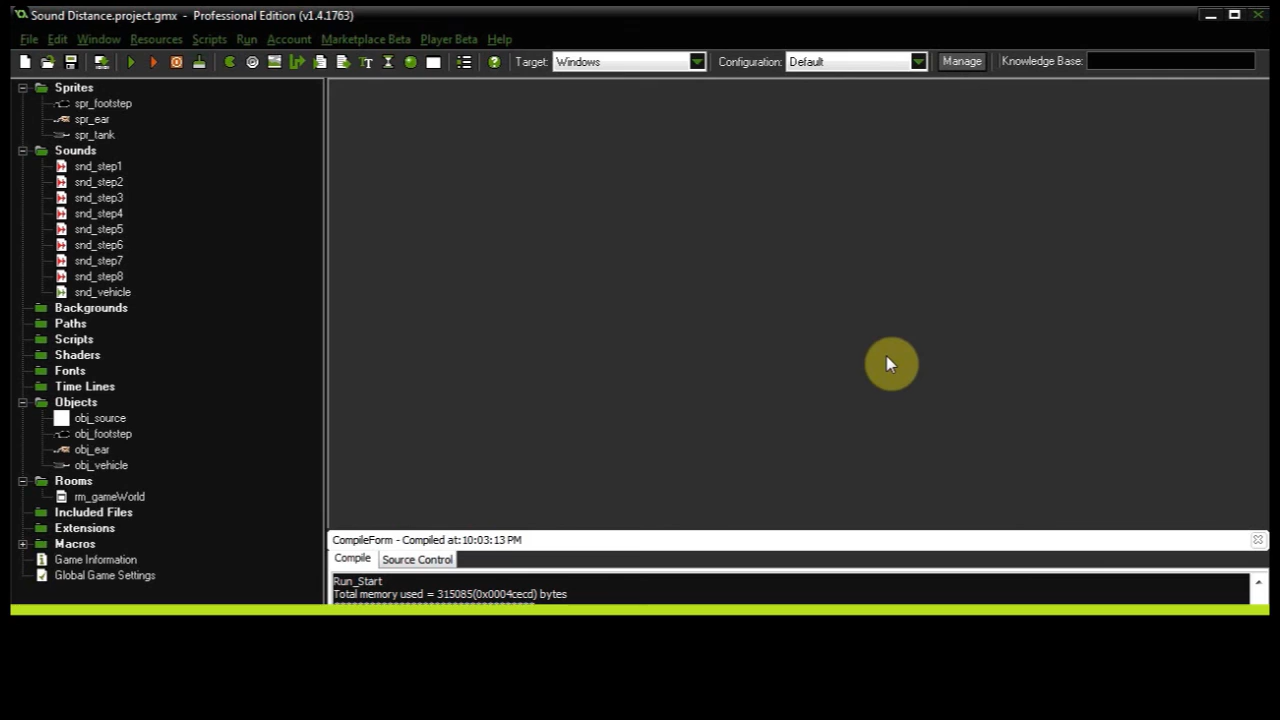 Sound Distance.project.gmx - Professional Edition (v1.4.1763)
File Edit Window Resources Scripts Run Account Marketplace Beta Player Beta Help
Target: Windows Configuration: Default Manage Knowledge Base:
Sprites
spr_footstep
spr_ear
spr_tank
Sounds
snd_step1
snd_step2
snd_step3
snd_step4
snd_step5
snd_step6
snd_step7
snd_step8
snd_vehicle
Backgrounds
Paths
Scripts
Shaders
Fonts
Time Lines
Objects
obj_source
obj_footstep
obj_ear
obj_vehicle
Rooms
rm_gameWorld
Included Files
Extensions
Macros
Game Information
Global Game Settings
CompileForm - Compiled at: 10:03:13 PM
Compile Source Control
Run_Start
Total memory used = 315085(0x0004cecd) bytes